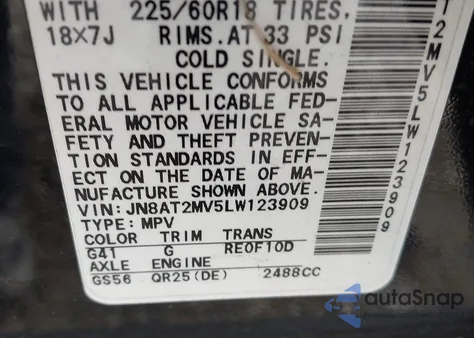 WITH 225/60R18 TIRES,
18X7J RIMS.AT 33 PSI
COLD SINGLE.
THIS VEHICLE CONFORMS
TO ALL APPLICABLE FED-
ERAL MOTOR VEHICLE SA-
FETY AND THEFT PREVEN-
TION STANDARDS IN EFF-
ECT ON THE DATE OF MA-
NUFACTURE SHOWN ABOVE.
VIN: JN8AT2MV5LW123909
TYPE: MPV
COLOR TRIM TRANS
G41 G RE0F10D
AXLE ENGINE
GS56 QR25(DE) 2488CC
T2MV5LW123909
autoSnap